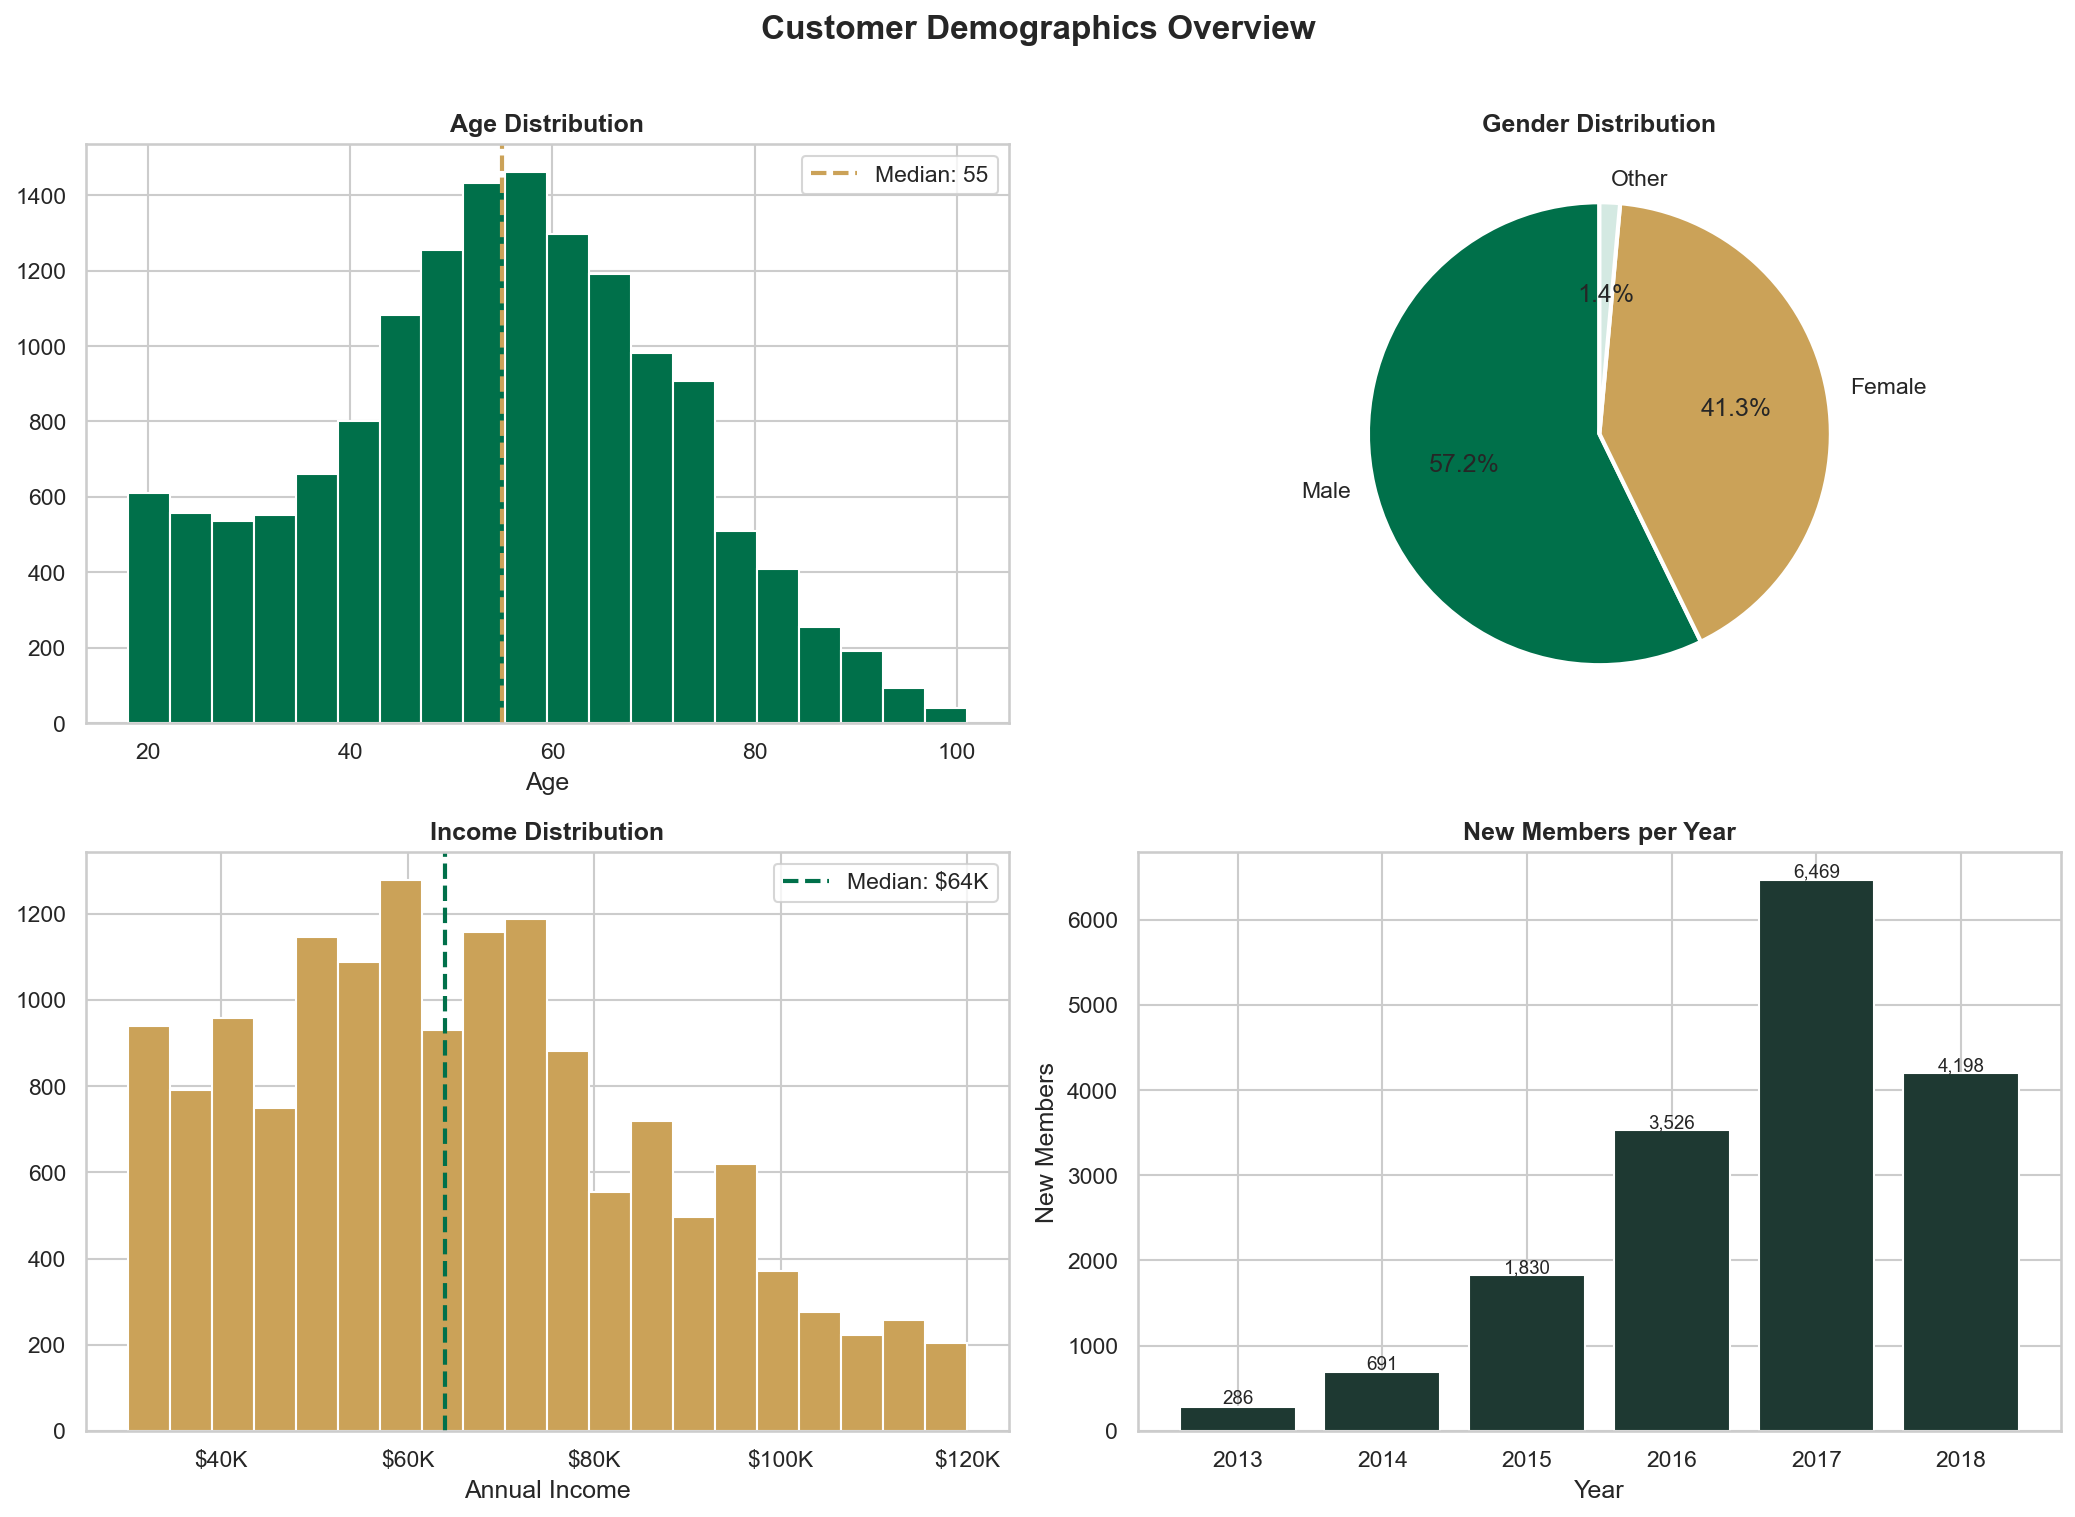 Customer Demographics Overview
Age Distribution
Median: 55
1400
1200
1000
800
600
400
200
0
20 40 60 80 100
Age
Gender Distribution
Other
1.4%
Female
41.3%
57.2%
Male
Income Distribution
Median: $64K
1200
1000
800
600
400
200
0
$40K $60K $80K $100K $120K
Annual Income
New Members per Year
New Members
6000
5000
4000
3000
2000
1000
0
286
691
1,830
3,526
6,469
4,198
2013 2014 2015 2016 2017 2018
Year